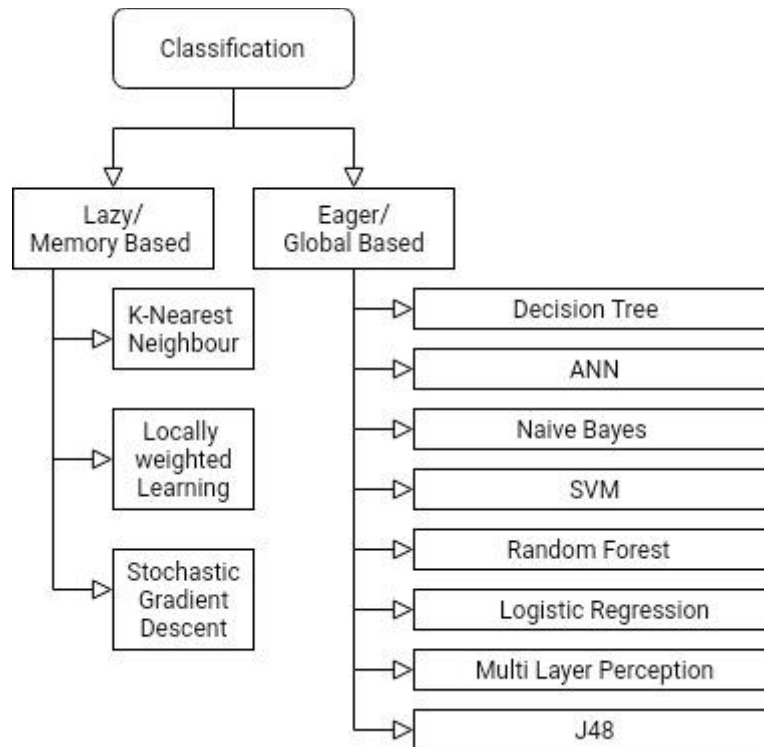 Classification
Lazy/
Memory Based
Eager/
Global Based
K-Nearest
Neighbour
Locally
weighted
Learning
Stochastic
Gradient
Descent
Decision Tree
ANN
Naive Bayes
SVM
Random Forest
Logistic Regression
Multi Layer Perception
J48